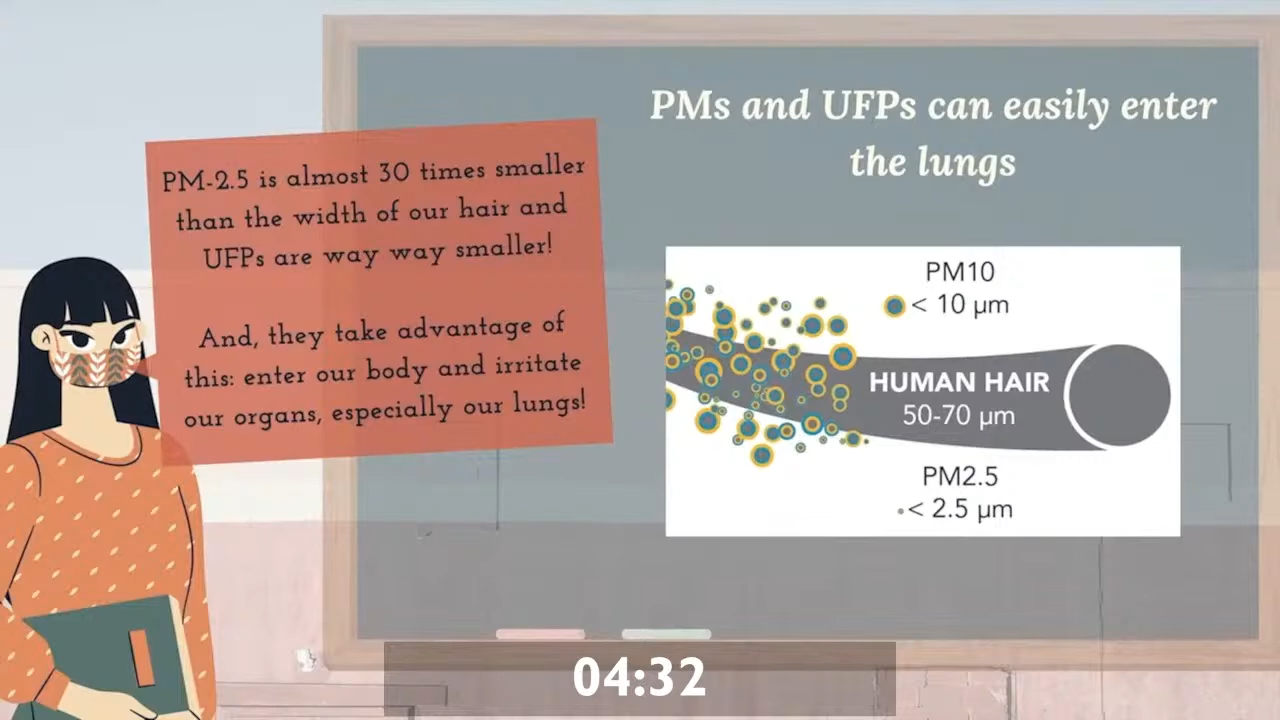 PMs and UFPs can easily enter
the lungs
PM-2.5 is almost 30 times smaller
than the width of our hair and
UFPs are way way smaller!
And, they take advantage of
this: enter our body and irritate
our organs, especially our lungs!
PM10
< 10 µm
HUMAN HAIR
50-70 µm
PM2.5
< 2.5 µm
04:32